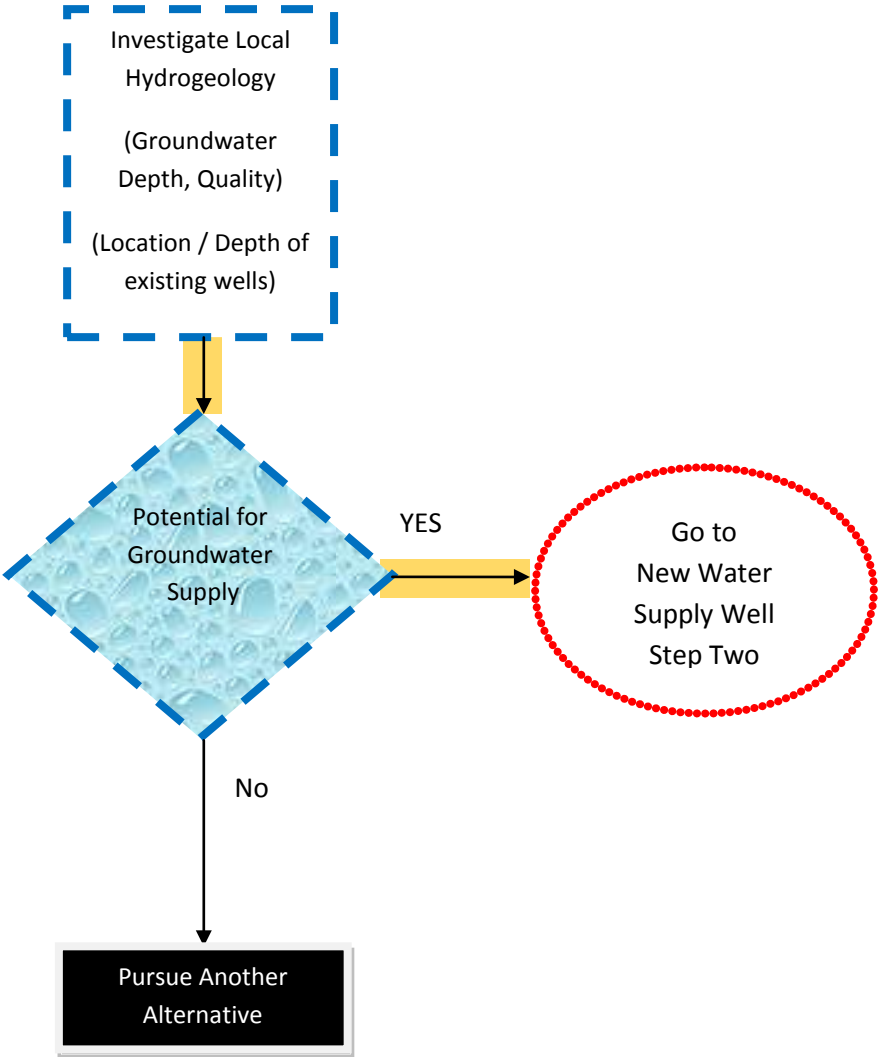 Investigate Local
Hydrogeology
(Groundwater
Depth, Quality)
(Location / Depth of
existing wells)
Potential for
Groundwater
Supply
YES
Go to
New Water
Supply Well
Step Two
No
Pursue Another
Alternative